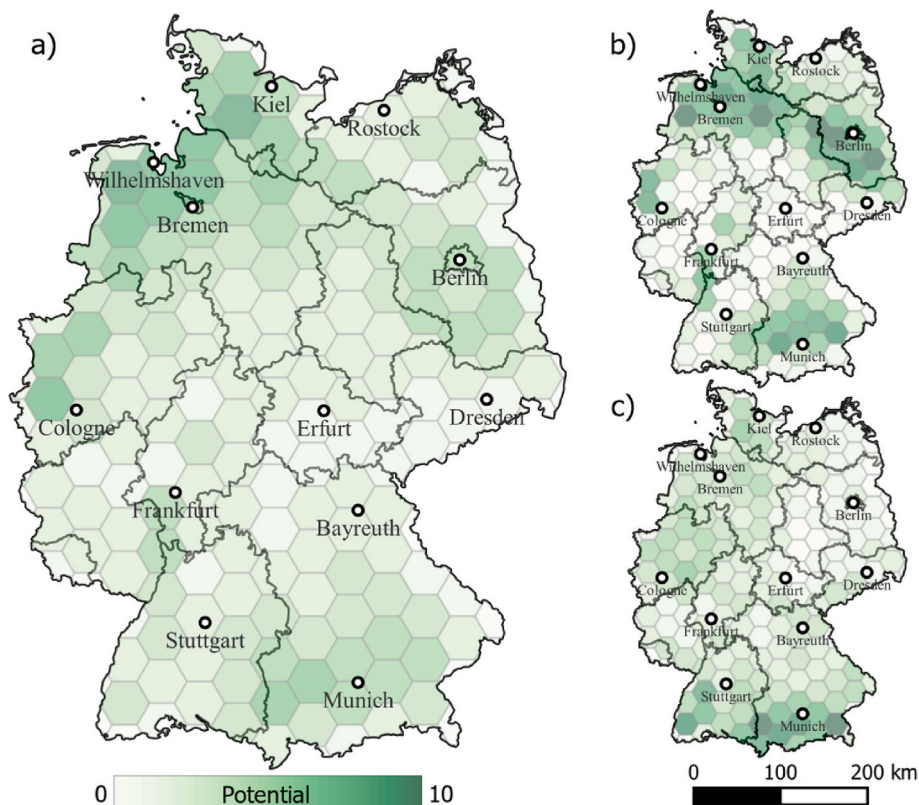 a)
Kiel
Rostock
Wilhelmshaven
Bremen
Berlin
Cologne
Erfurt
Dresden
Frankfurt
Bayreuth
Stuttgart
Munich
0 Potential 10
b)
Kiel
Rostock
Wilhelmshaven
Bremen
Berlin
Cologne
Erfurt
Dresden
Frankfurt
Bayreuth
Stuttgart
Munich
c)
Kiel
Rostock
Wilhelmshaven
Bremen
Berlin
Cologne
Erfurt
Dresden
Frankfurt
Bayreuth
Stuttgart
Munich
0 100 200 km